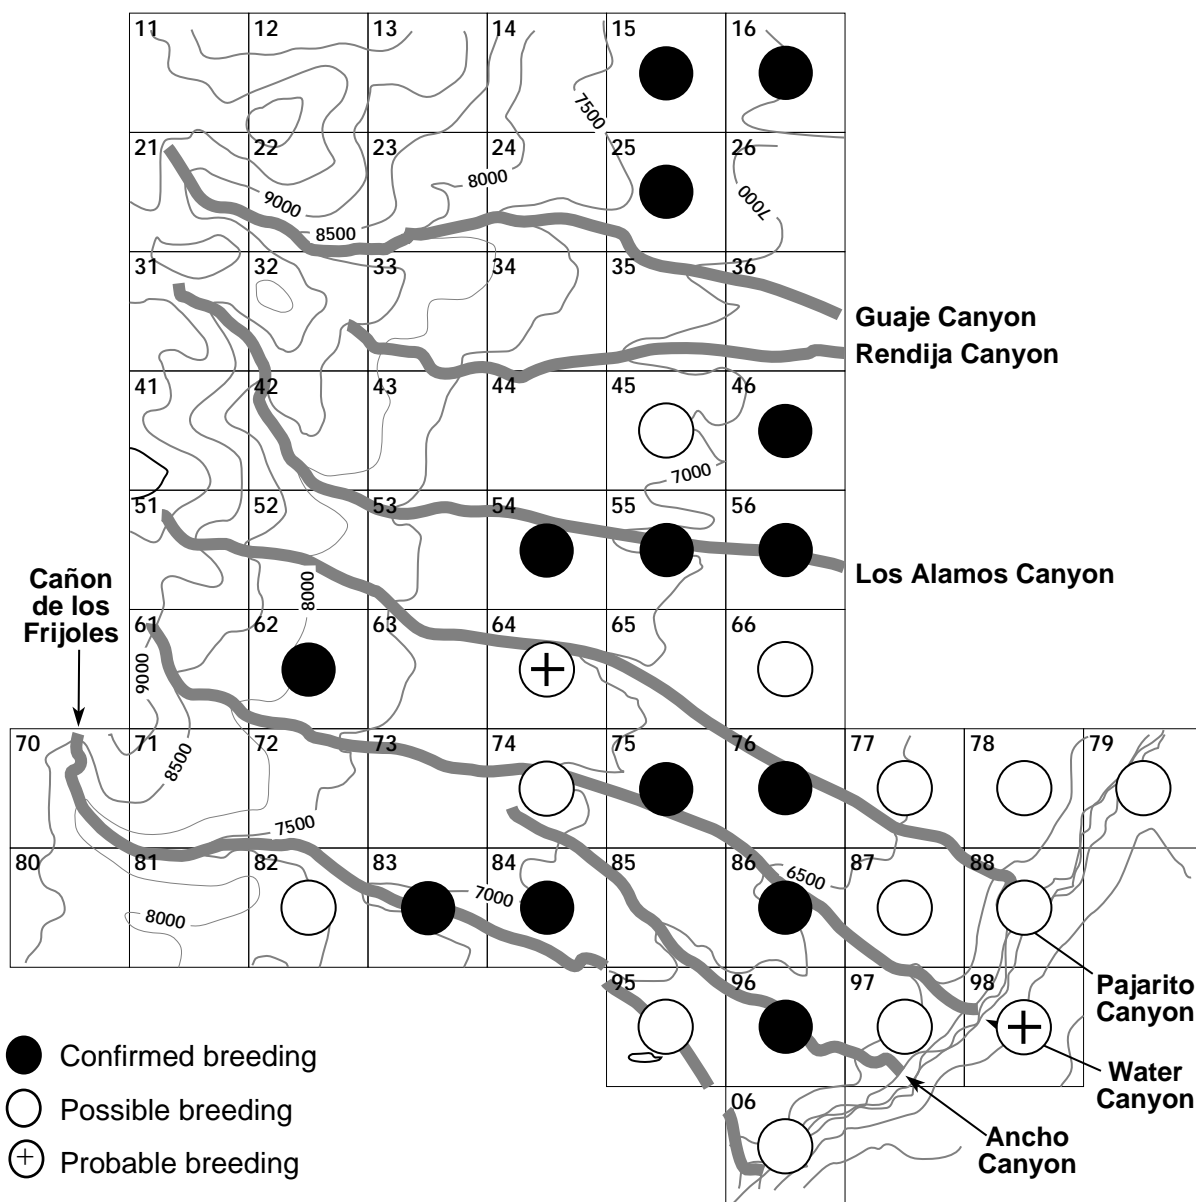 11 12 13 14 15 16
7500
21 22 23 24 25 26
8000
9000
7000
8500
31 32 33 34 35 36
Guaje Canyon
Rendija Canyon
41 42 43 44 45 46
7000
51 52 53 54 55 56
Los Alamos Canyon
Cañon
de los
Frijoles
8000
61 62 63 64 65 66
9000
70 71 72 73 74 75 76 77 78 79
8500
7500
80 81 82 83 84 85 86 87 88
6500
7000
8000
95 96 97 98
Pajarito
Canyon
Water
Canyon
06
Ancho
Canyon
Confirmed breeding
Possible breeding
Probable breeding